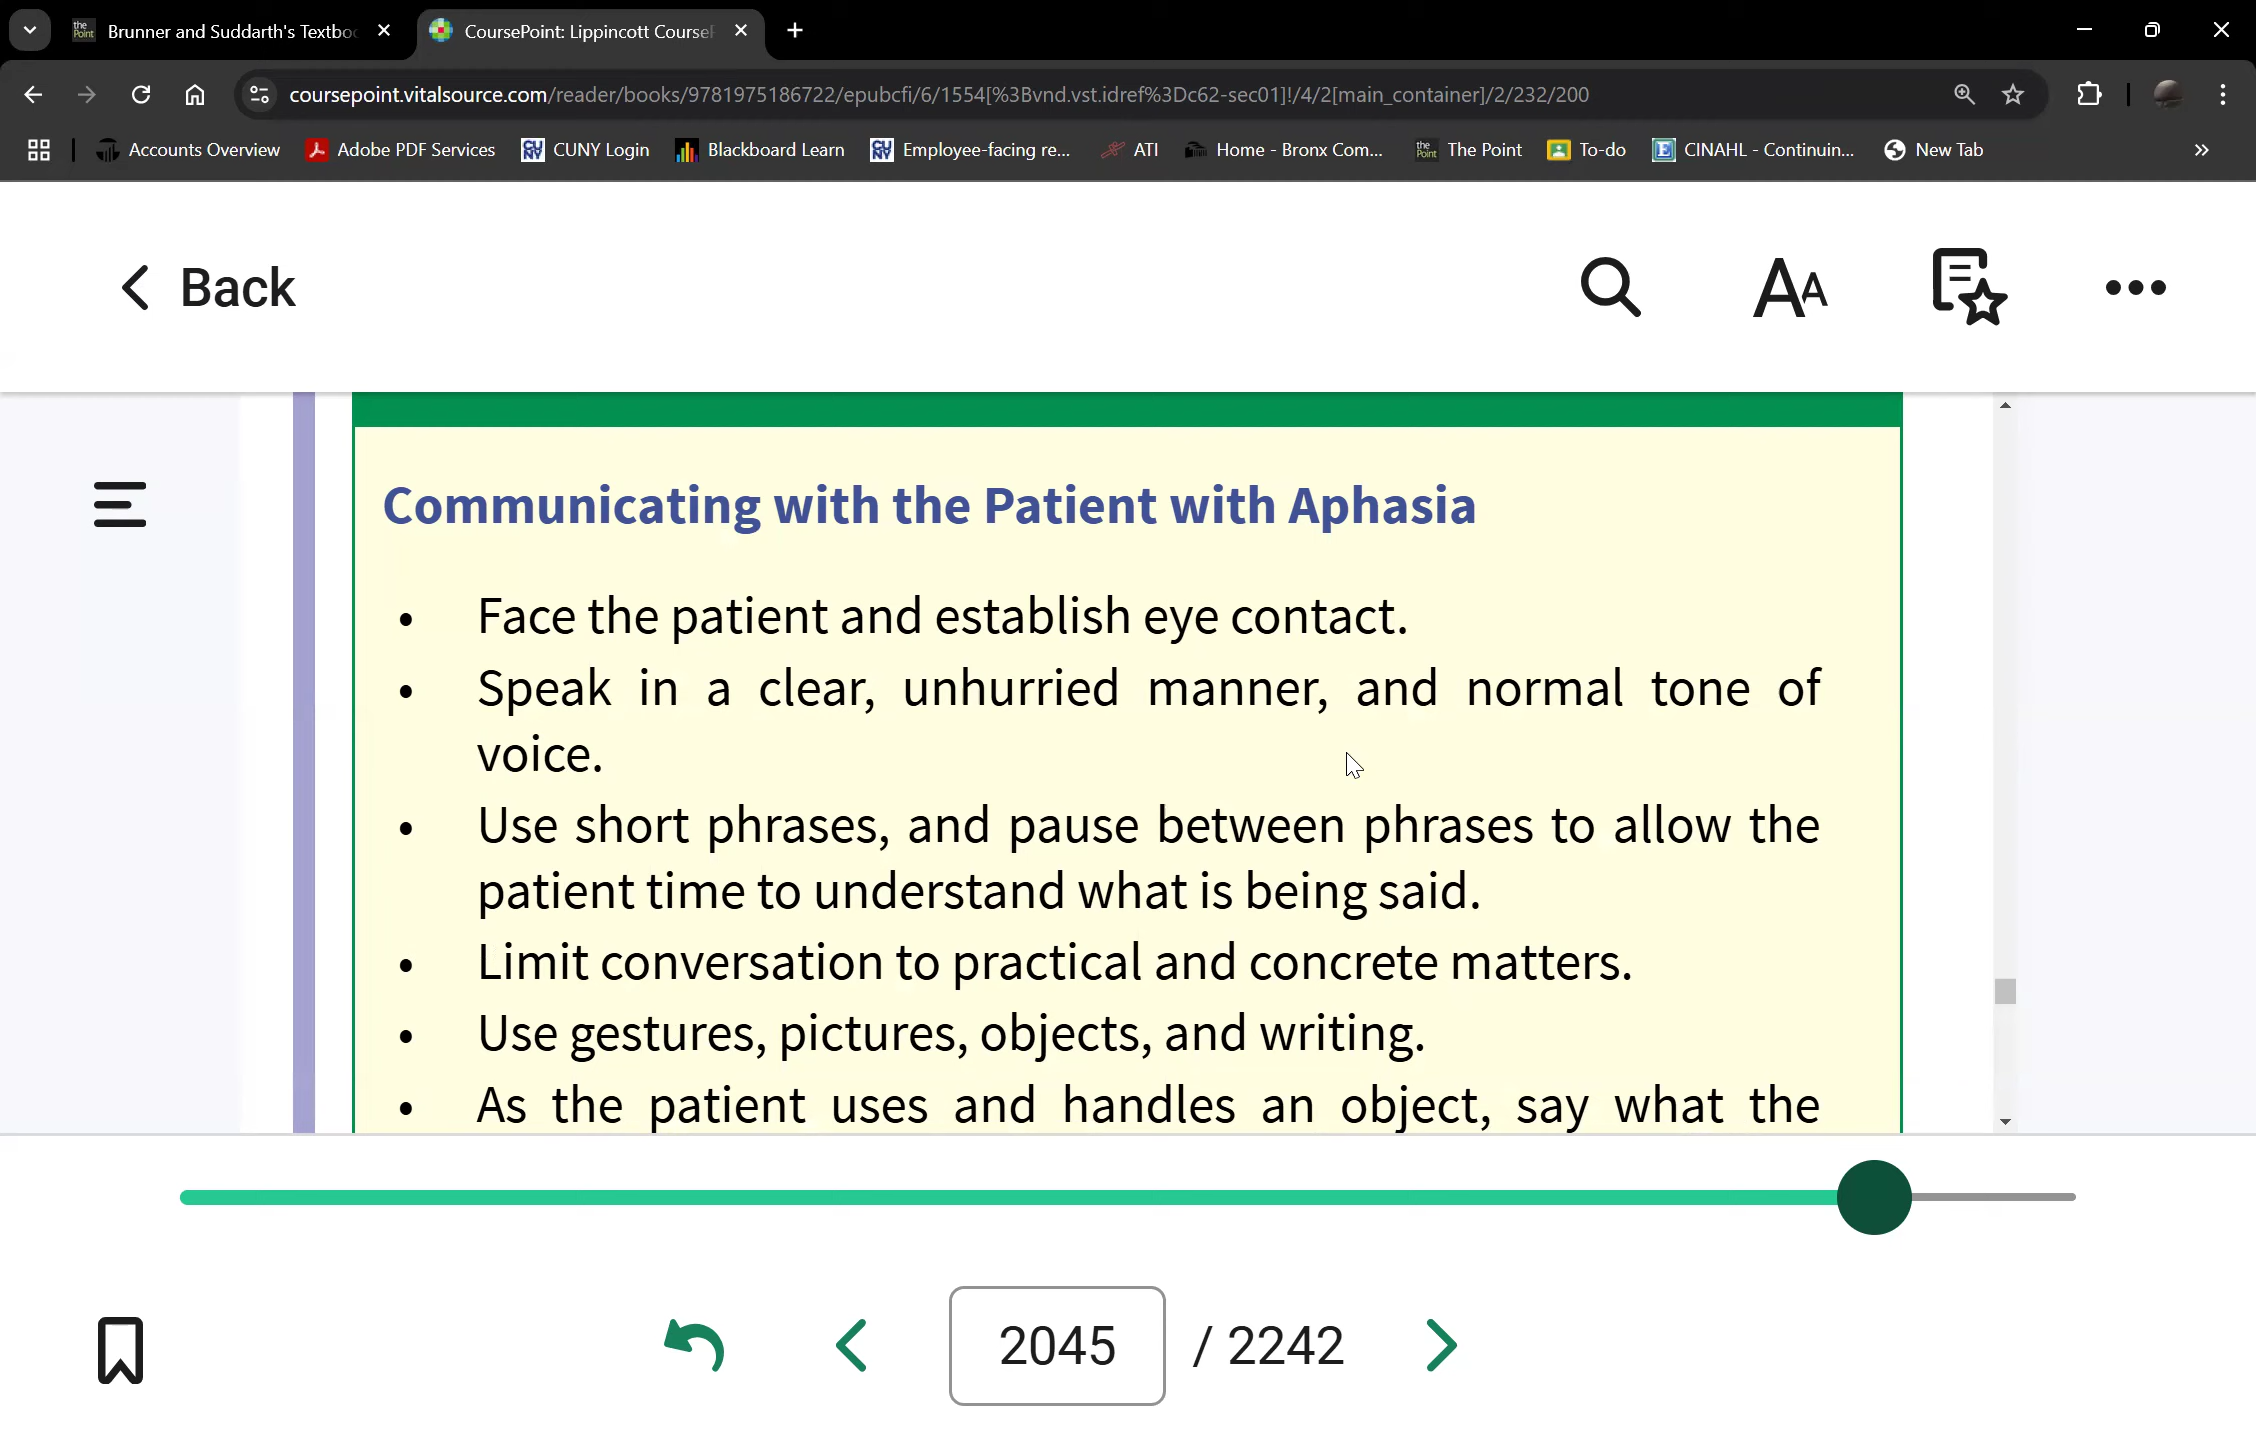 Brunner and Suddarth's Textbo
CoursePoint: Lippincott Course
coursepoint.vitalsource.com/reader/books/9781975186722/epubcfi/6/1554[%3Bvnd.vst.idref%3Dc62-sec01]!/4/2[main_container]/2/232/200
Accounts Overview Adobe PDF Services CUNY Login Blackboard Learn Employee-facing re... ATI Home - Bronx Com... the Point The Point To-do CINAHL - Continuin... New Tab
Back
Communicating with the Patient with Aphasia
• Face the patient and establish eye contact.
• Speak in a clear, unhurried manner, and normal tone of
voice.
• Use short phrases, and pause between phrases to allow the
patient time to understand what is being said.
• Limit conversation to practical and concrete matters.
• Use gestures, pictures, objects, and writing.
• As the patient uses and handles an object, say what the
2045 / 2242